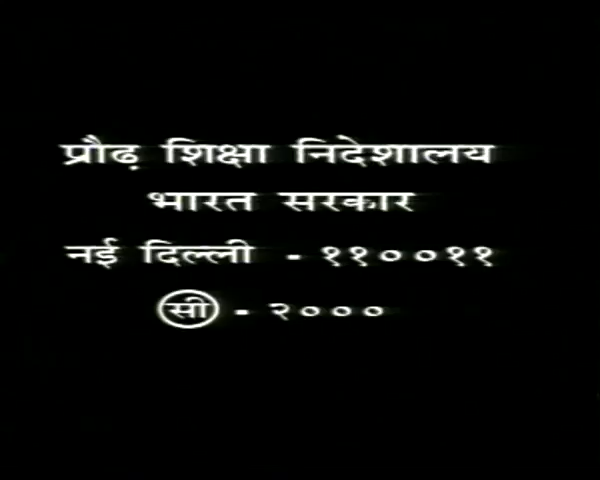 प्रौढ़ शिक्षा निदेशालय
भारत सरकार
नई दिल्ली - ११००११
सी - २०००